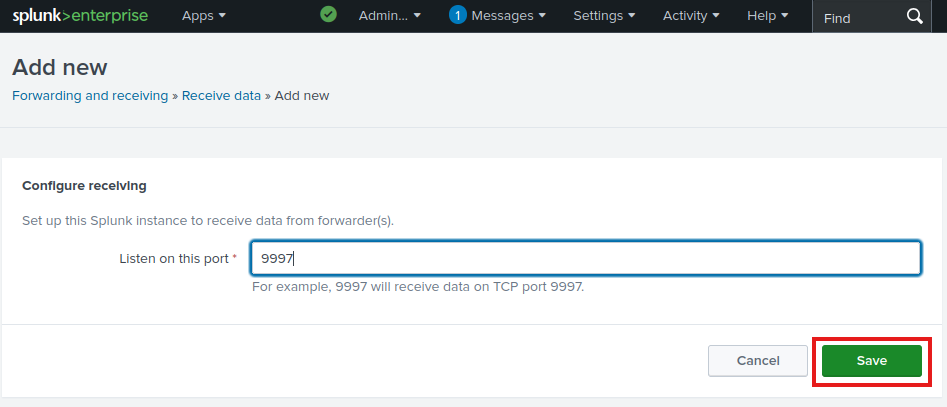 splunk>enterprise Apps Admin... 1 Messages Settings Activity Help Find
Add new
Forwarding and receiving » Receive data » Add new
Configure receiving
Set up this Splunk instance to receive data from forwarder(s).
Listen on this port * 9997
For example, 9997 will receive data on TCP port 9997.
Cancel Save